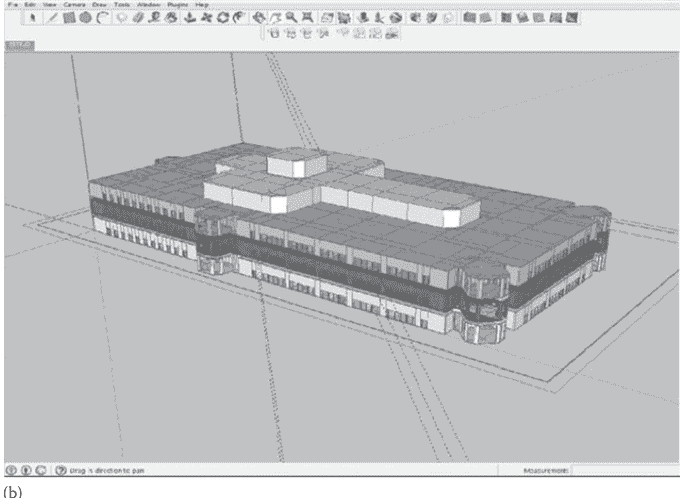 File Edit View Camera Draw Tools Window Plugins Help
Drag in direction to pan
Measurements
(b)